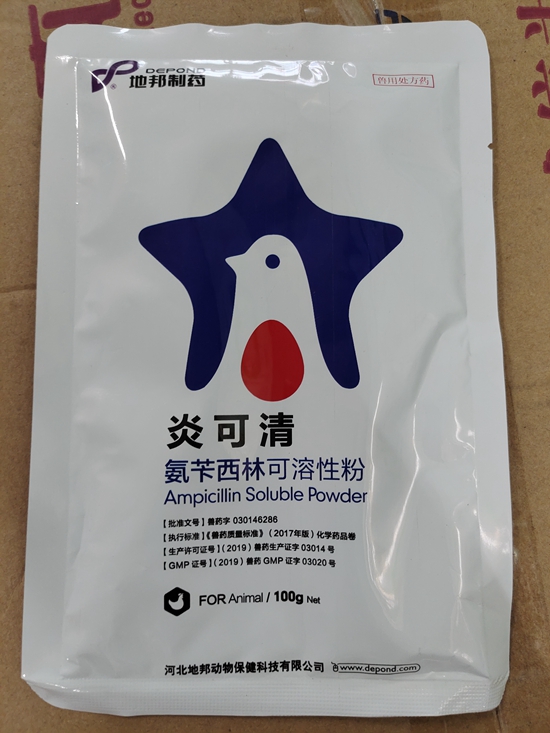 DEPOND
地邦制药
兽用处方药
炎可清
氨苄西林可溶性粉
Ampicillin Soluble Powder
【批准文号】兽药字 030146286
【执行标准】《兽药质量标准》(2017年版)化学药品卷
【生产许可证号】(2019)兽药生产证字 03014 号
【GMP 证号】(2019)兽药 GMP 证字 03020 号
FOR Animal / 100g Net
河北地邦动物保健科技有限公司 www.depond.com